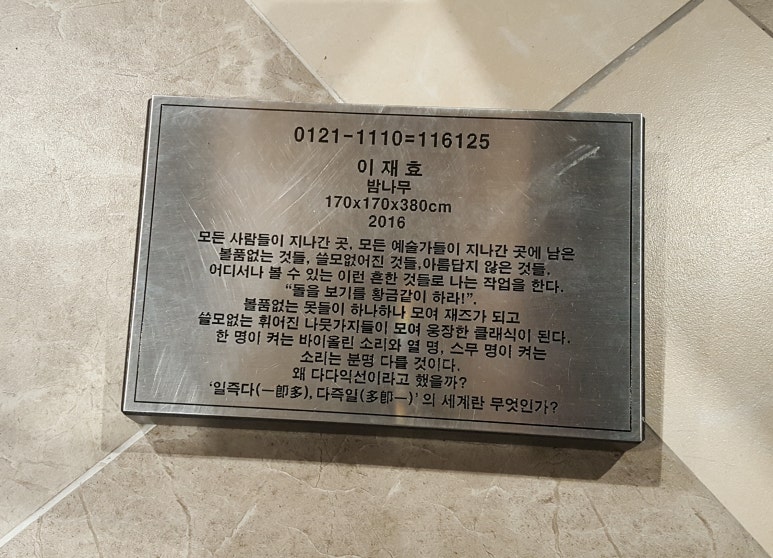 0121-1110=116125
이 재 효
밤나무
170x170x380cm
2016
모든 사람들이 지나간 곳, 모든 예술가들이 지나간 곳에 남은
볼품없는 것들, 쓸모없어진 것들,아름답지 않은 것들.
어디서나 볼 수 있는 이런 흔한 것들로 나는 작업을 한다.
“돌을 보기를 황금같이 하라!”.
볼품없는 못들이 하나하나 모여 재즈가 되고
쓸모없는 휘어진 나뭇가지들이 모여 웅장한 클래식이 된다.
한 명이 켜는 바이올린 소리와 열 명, 스무 명이 켜는
소리는 분명 다를 것이다.
왜 다다익선이라고 했을까?
‘일즉다(一卽多), 다즉일(多卽一)’ 의 세계란 무엇인가?